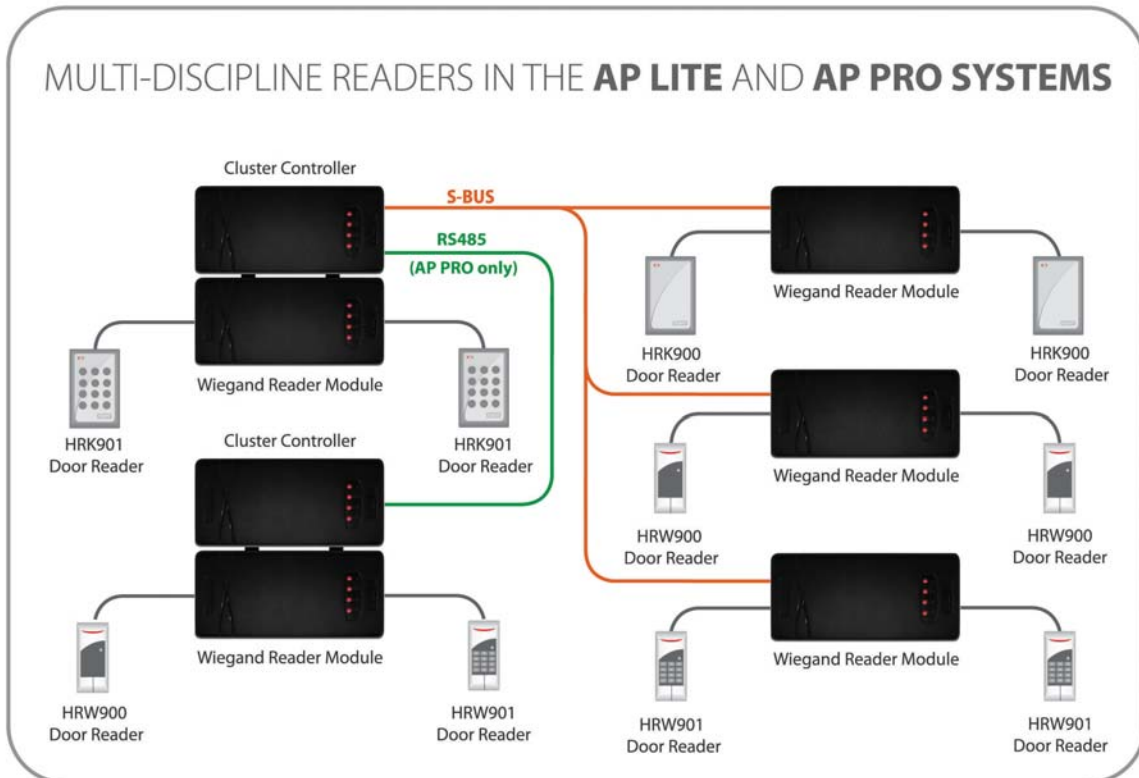 MULTI-DISCIPLINE READERS IN THE AP LITE AND AP PRO SYSTEMS
Cluster Controller
S-BUS
RS485
(AP PRO only)
Wiegand Reader Module
HRK901
Door Reader
HRK901
Door Reader
Cluster Controller
Wiegand Reader Module
HRW900
Door Reader
HRW901
Door Reader
Wiegand Reader Module
HRK900
Door Reader
HRK900
Door Reader
Wiegand Reader Module
HRW900
Door Reader
HRW900
Door Reader
Wiegand Reader Module
HRW901
Door Reader
HRW901
Door Reader